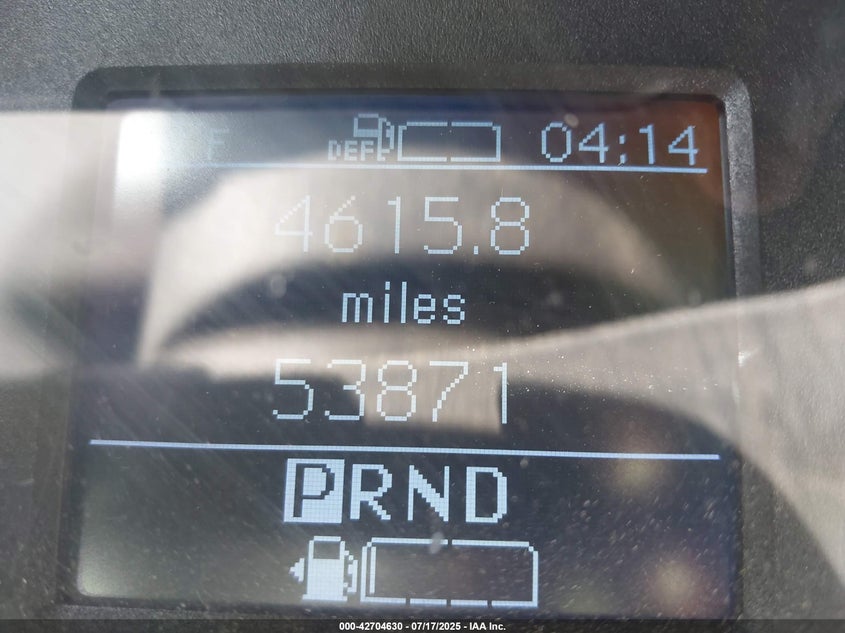 F DEF 04:14
4615.8
miles
53871
PRND
000-42704630 - 07/17/2025 - IAA Inc.